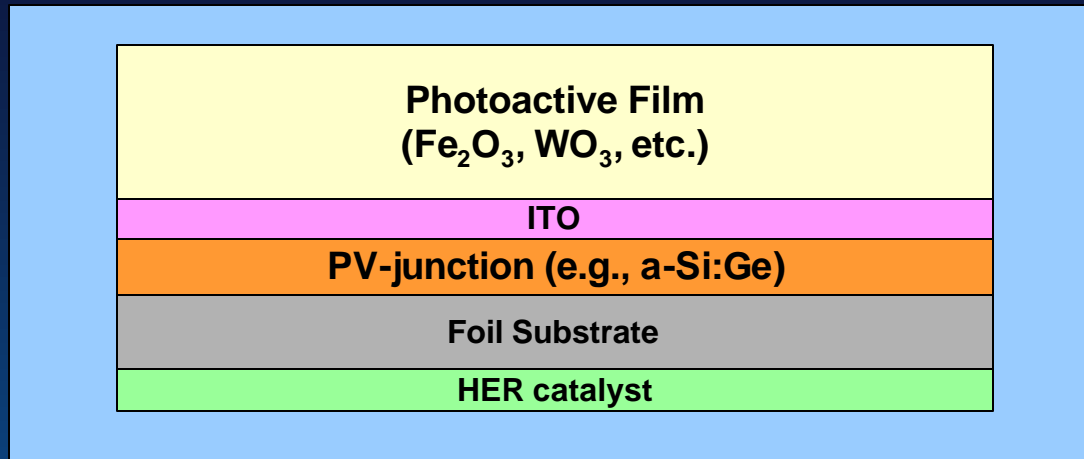 Photoactive Film
(Fe₂O₃, WO₃, etc.)
ITO
PV-junction (e.g., a-Si:Ge)
Foil Substrate
HER catalyst